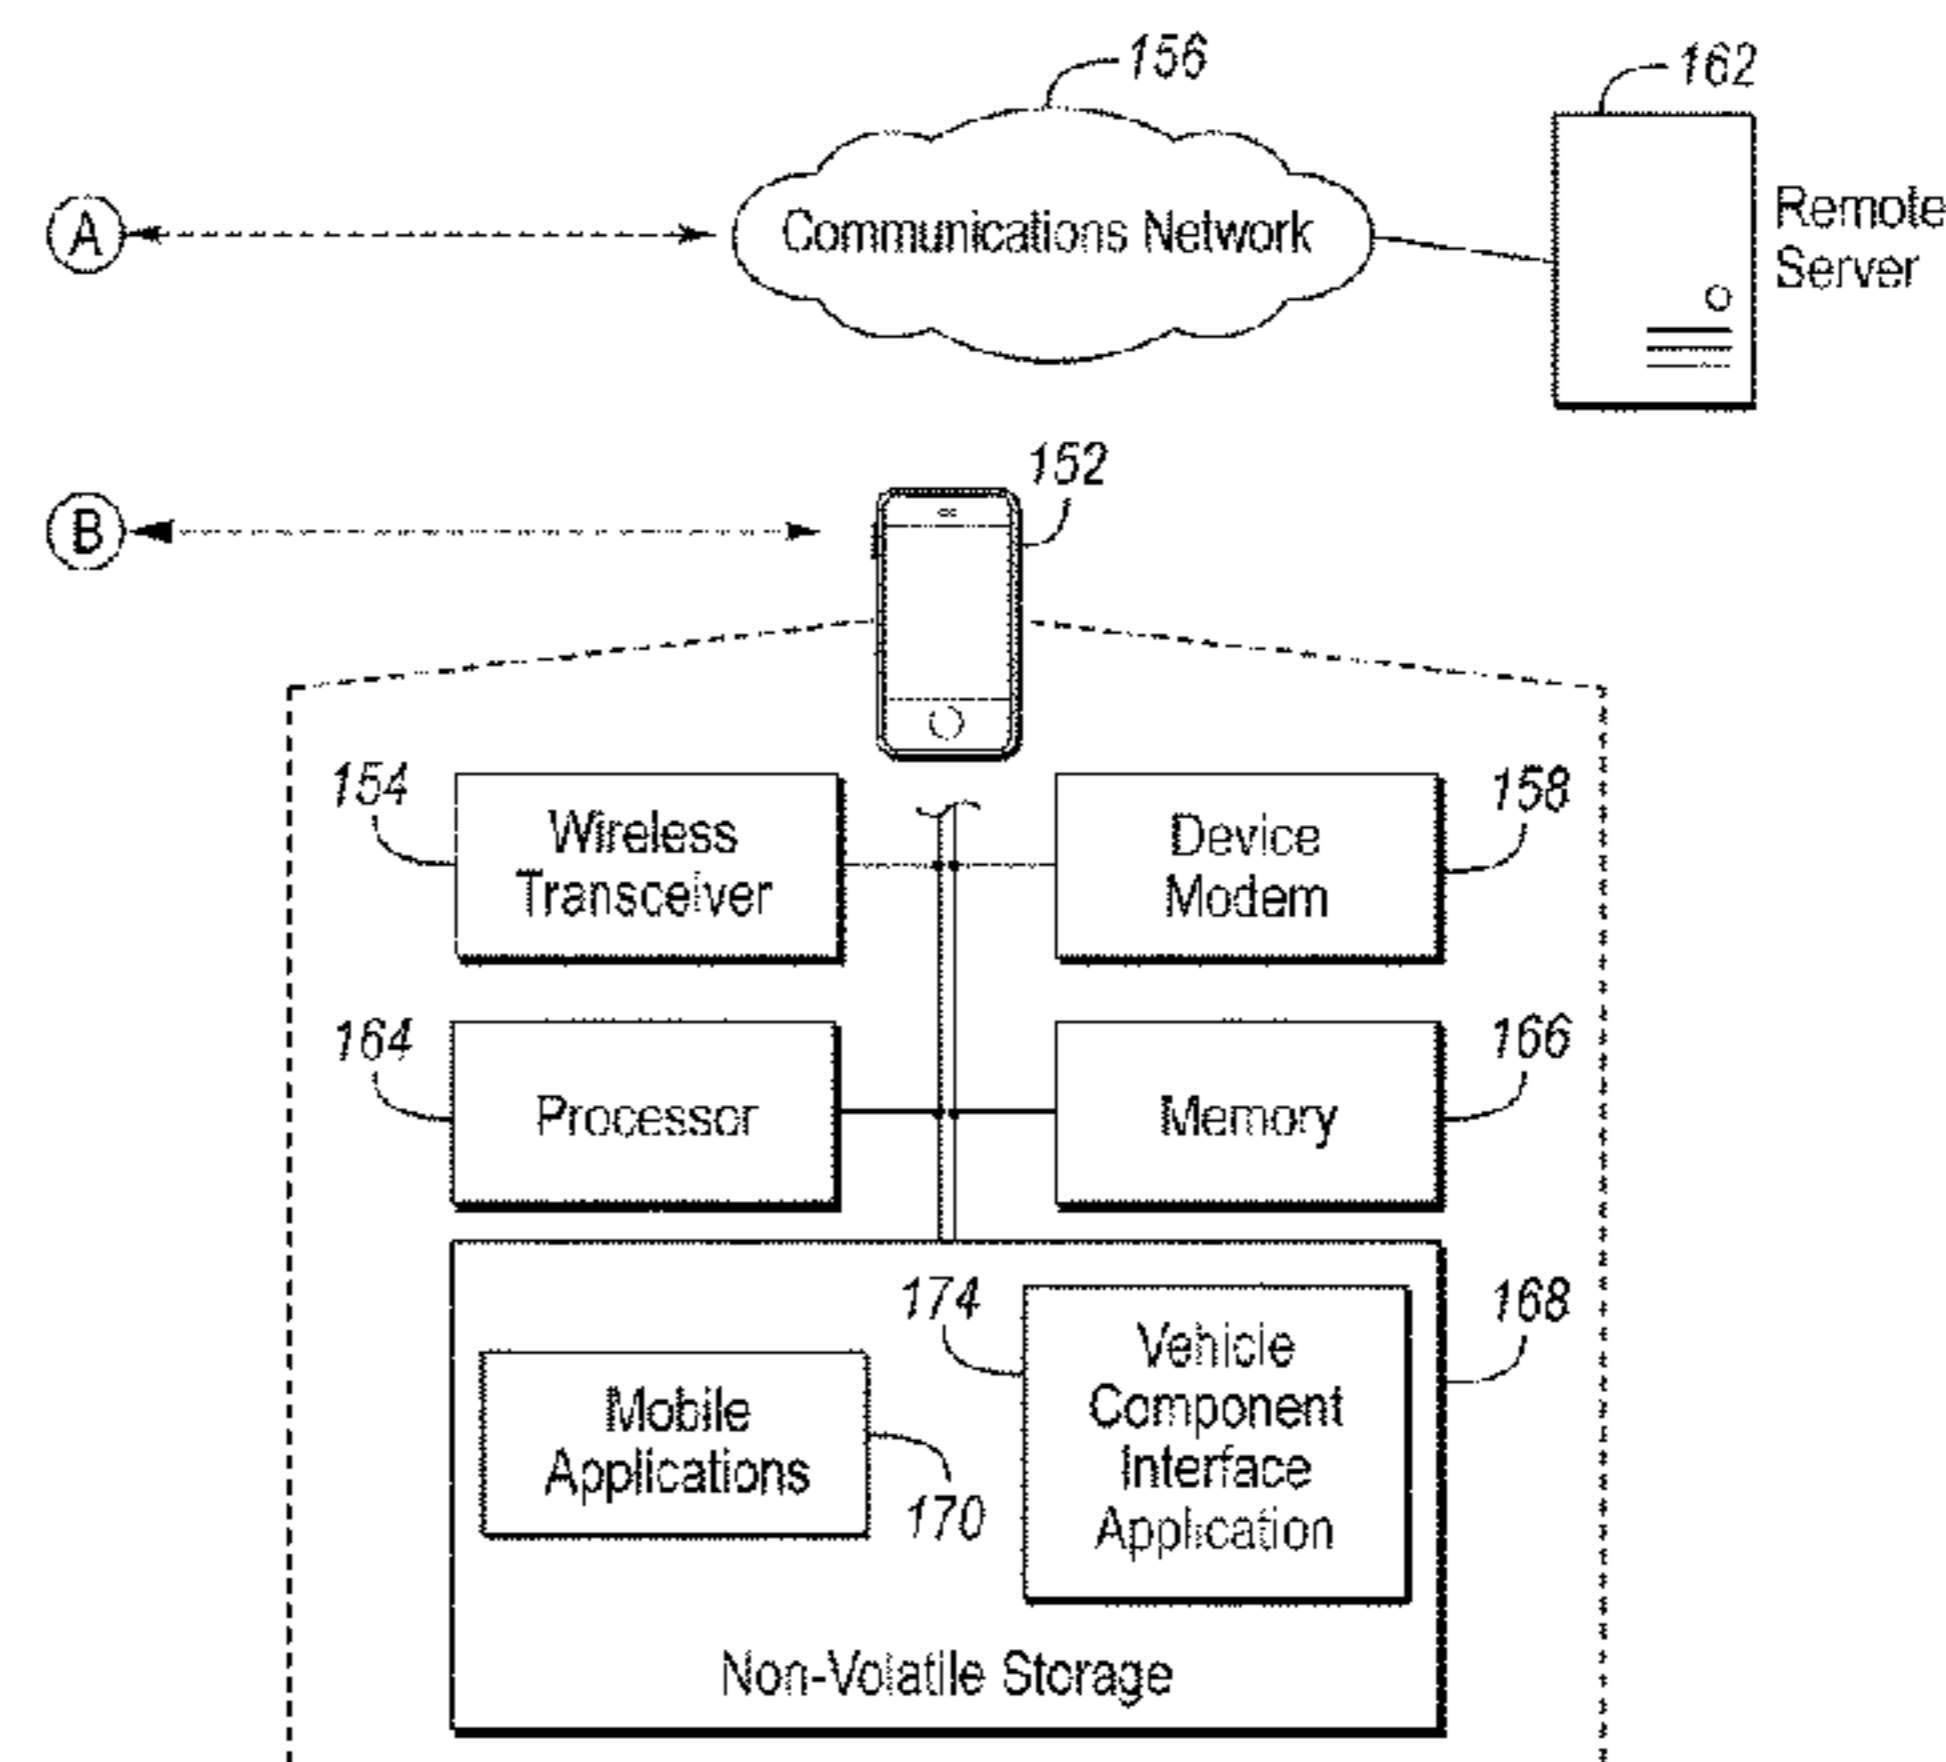 156
162
A
Communications Network
Remote
Server
152
B
154
Wireless
Transceiver
Device
Modem
158
164
Processor
Memory
166
174
Vehicle
Component
Interface
Application
168
Mobile
Applications
170
Non-Volatile Storage